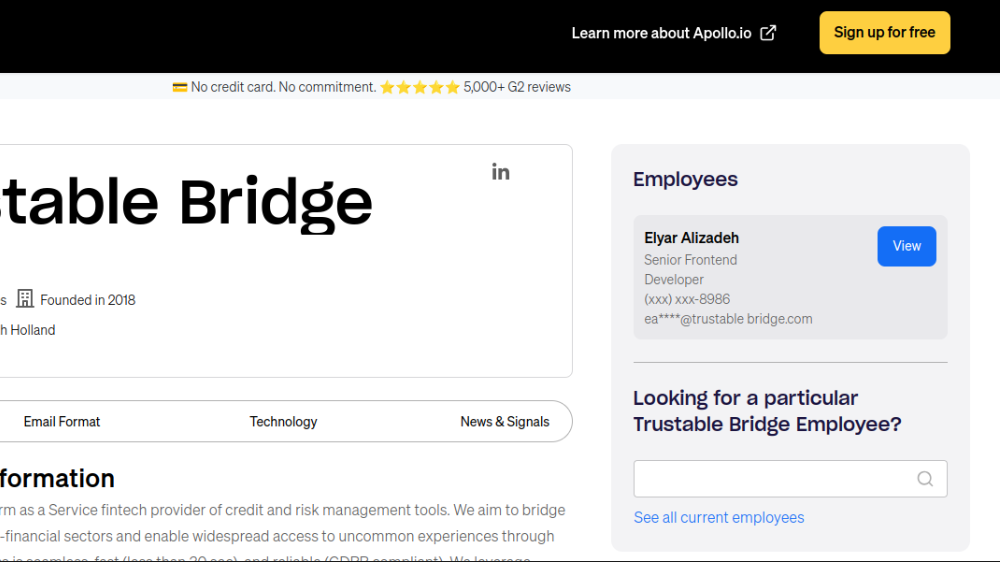 Learn more about Apollo.io
Sign up for free
💳 No credit card. No commitment. ⭐⭐⭐⭐⭐ 5,000+ G2 reviews
stable Bridge
in
s Founded in 2018
h Holland
Email Format
Technology
News & Signals
formation
rm as a Service fintech provider of credit and risk management tools. We aim to bridge
-financial sectors and enable widespread access to uncommon experiences through
Employees
Elyar Alizadeh
View
Senior Frontend
Developer
(xxx) xxx-8986
ea****@trustable bridge.com
Looking for a particular
Trustable Bridge Employee?
See all current employees